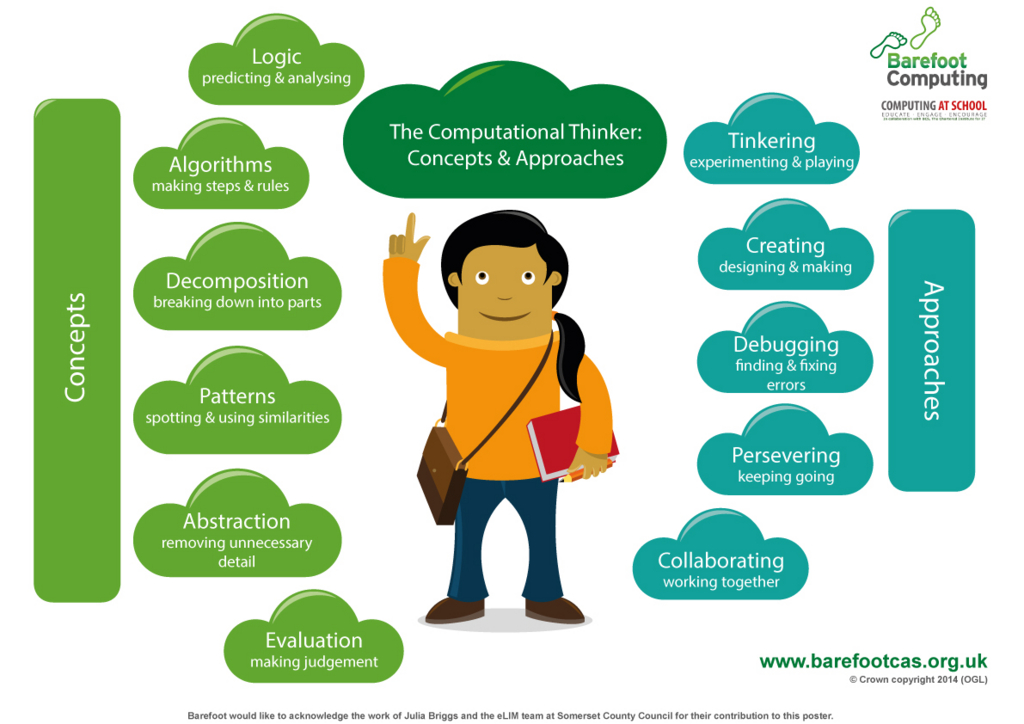 Logic
predicting & analysing
Barefoot
Computing
COMPUTING AT SCHOOL
EDUCATE · ENGAGE · ENCOURAGE
The Computational Thinker:
Concepts & Approaches
Concepts
Algorithms
making steps & rules
Decomposition
breaking down into parts
Patterns
spotting & using similarities
Abstraction
removing unnecessary
detail
Evaluation
making judgement
Tinkering
experimenting & playing
Creating
designing & making
Debugging
finding & fixing
errors
Persevering
keeping going
Collaborating
working together
Approaches
www.barefootcas.org.uk
© Crown copyright 2014 (OGL)
Barefoot would like to acknowledge the work of Julia Briggs and the eLIM team at Somerset County Council for their contribution to this poster.